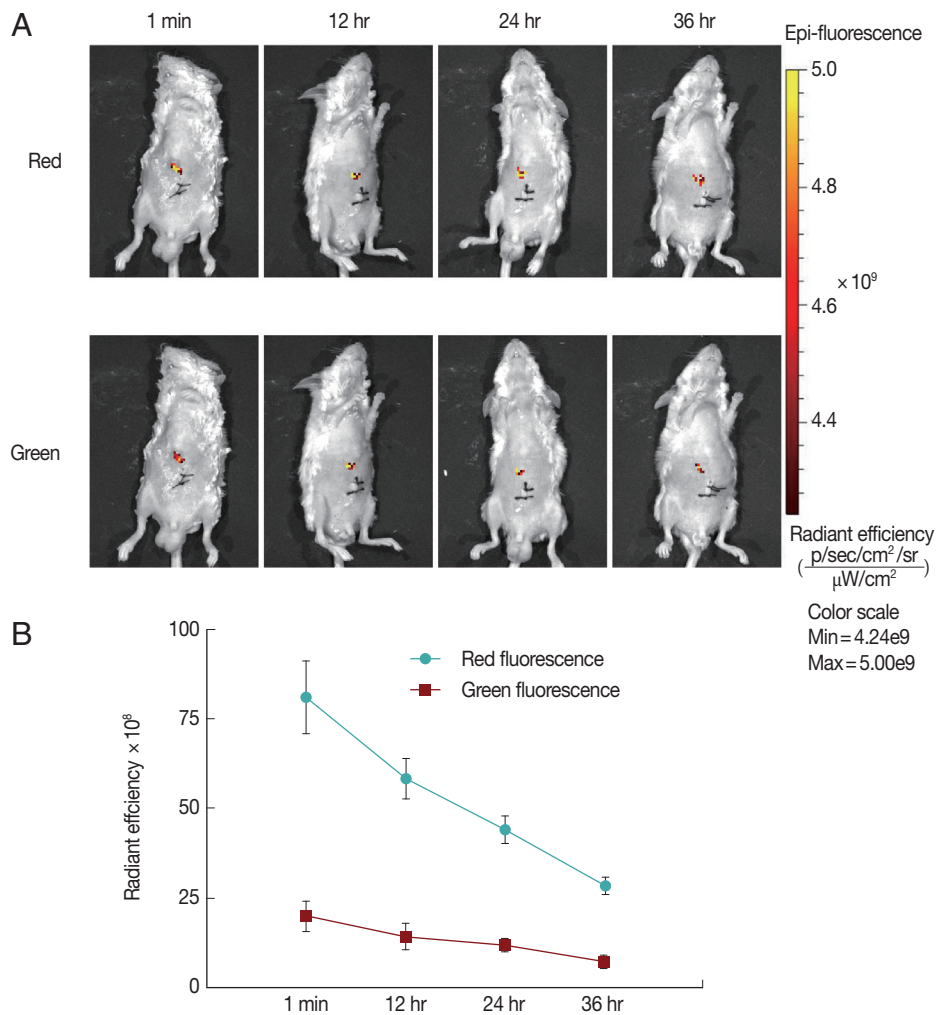 A
1 min 12 hr 24 hr 36 hr
Epi-fluorescence
Red
Green
5.0
4.8
× 10⁹
4.6
4.4
Radiant efficiency
(p/sec/cm²/sr
µW/cm²)
Color scale
Min = 4.24e9
Max = 5.00e9
B
Red fluorescence
Green fluorescence
Radiant effciency × 10⁸
100
75
50
25
0
1 min 12 hr 24 hr 36 hr